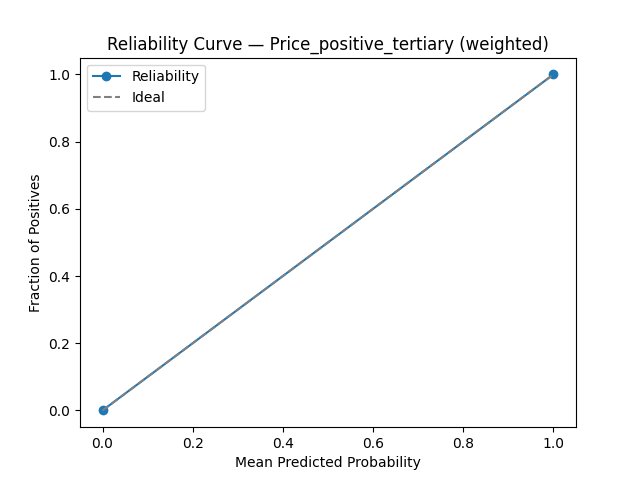 Reliability Curve — Price_positive_tertiary (weighted)
Reliability
Ideal
Fraction of Positives
1.0
0.8
0.6
0.4
0.2
0.0
0.0 0.2 0.4 0.6 0.8 1.0
Mean Predicted Probability